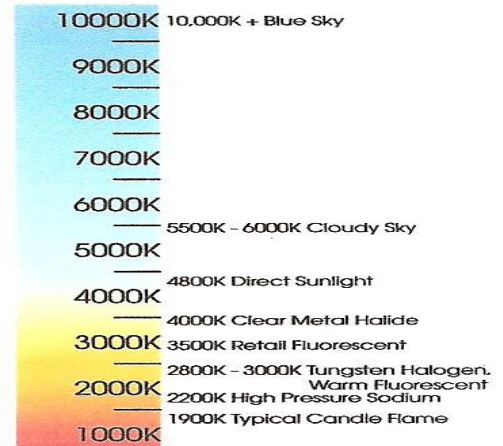 10000K 10,000K + Blue Sky
9000K
8000K
7000K
6000K
5500K - 6000K Cloudy Sky
5000K
4800K Direct Sunlight
4000K
4000K Clear Metal Halide
3000K 3500K Retail Fluorescent
2800K - 3000K Tungsten Halogen,
Warm Fluorescent
2000K
2200K High Pressure Sodium
1900K Typical Candle Flame
1000K